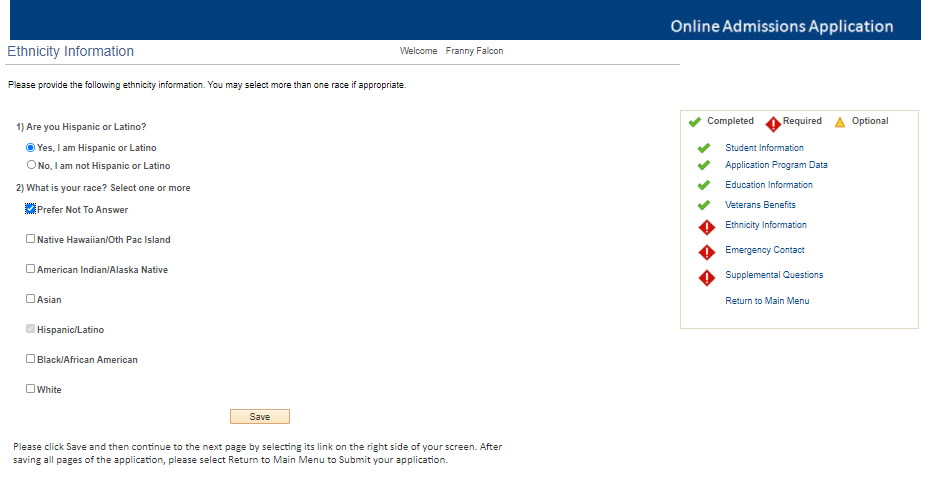 Online Admissions Application
Ethnicity Information
Welcome Franny Falcon
Please provide the following ethnicity information. You may select more than one race if appropriate.
1) Are you Hispanic or Latino?
Yes, I am Hispanic or Latino
No, I am not Hispanic or Latino
2) What is your race? Select one or more
Prefer Not To Answer
Native Hawaiian/Oth Pac Island
American Indian/Alaska Native
Asian
Hispanic/Latino
Black/African American
White
Save
Please click Save and then continue to the next page by selecting its link on the right side of your screen. After
saving all pages of the application, please select Return to Main Menu to Submit your application.
Completed Required Optional
Student Information
Application Program Data
Education Information
Veterans Benefits
Ethnicity Information
Emergency Contact
Supplemental Questions
Return to Main Menu